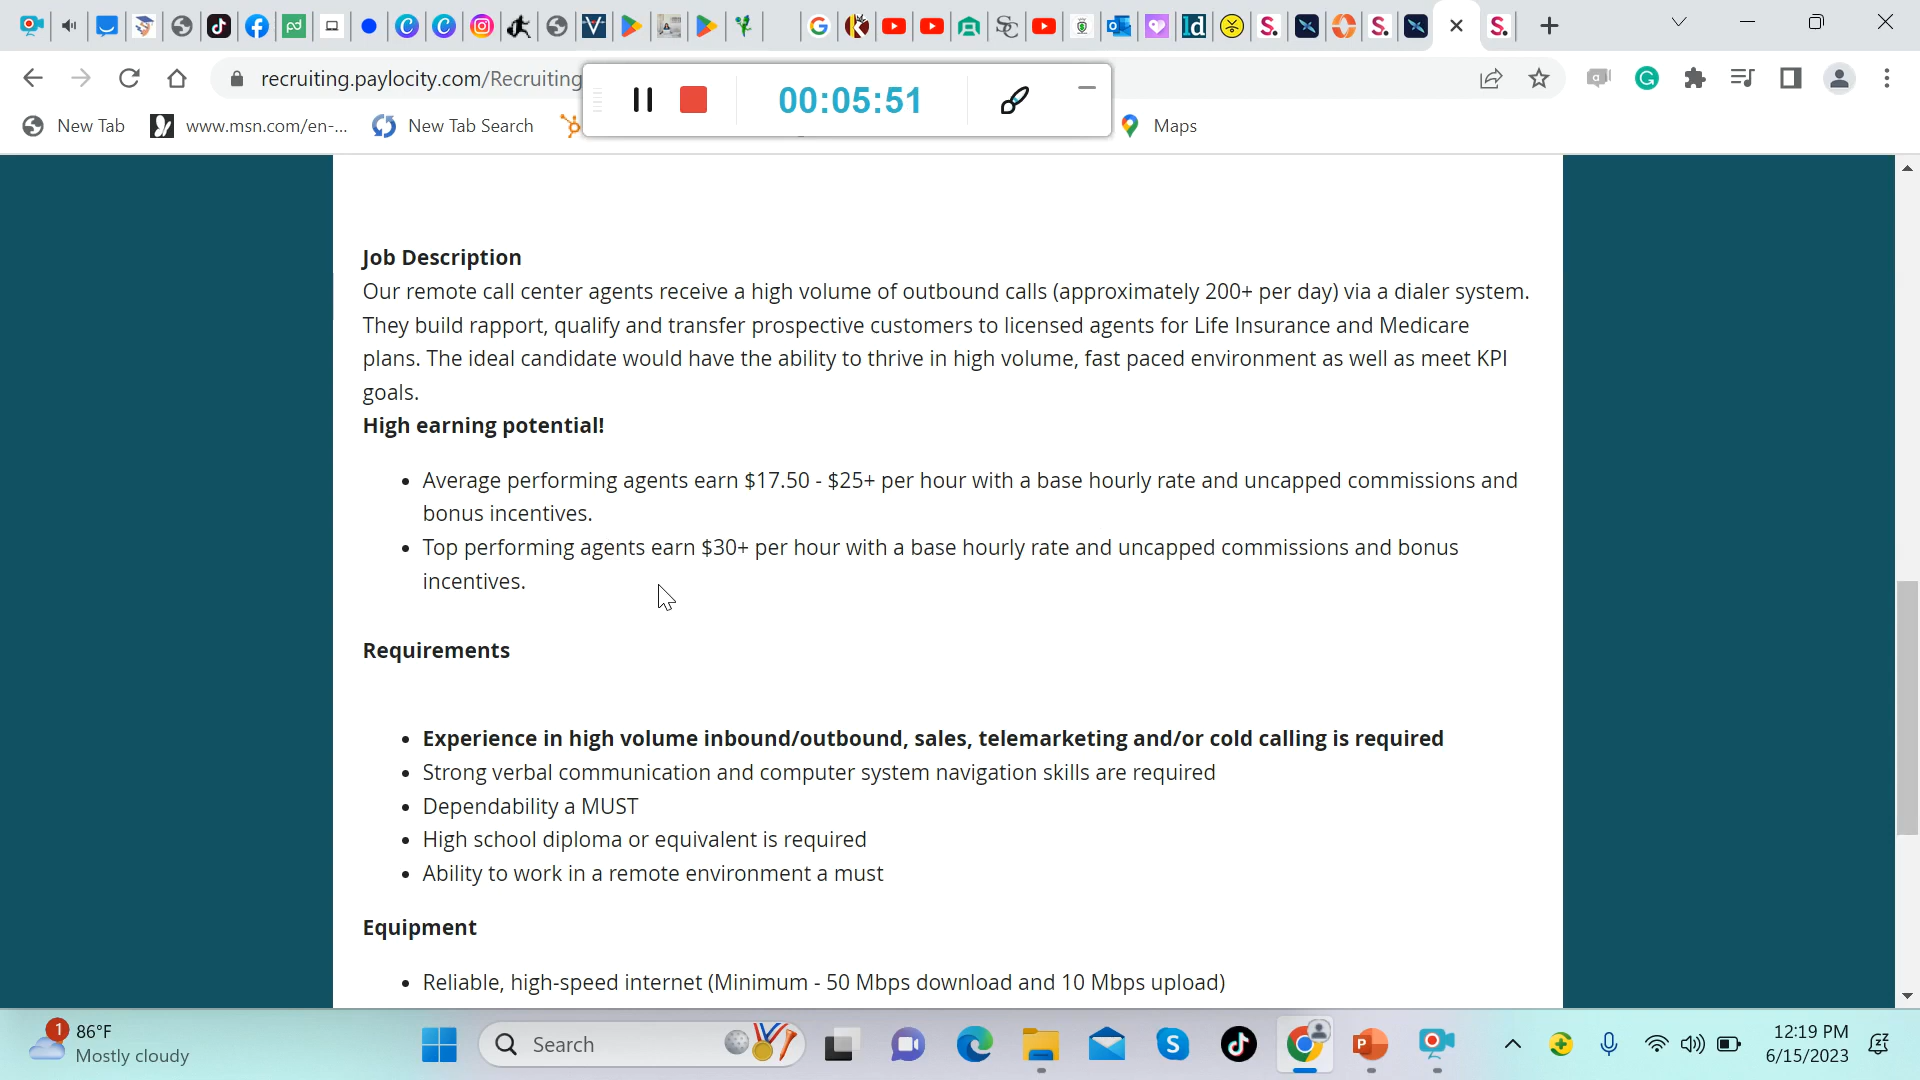 recruiting.paylocity.com/Recruiting
00:05:51
New Tab
www.msn.com/en-...
New Tab Search
Maps
Job Description
Our remote call center agents receive a high volume of outbound calls (approximately 200+ per day) via a dialer system.
They build rapport, qualify and transfer prospective customers to licensed agents for Life Insurance and Medicare
plans. The ideal candidate would have the ability to thrive in high volume, fast paced environment as well as meet KPI
goals.
High earning potential!
• Average performing agents earn $17.50 - $25+ per hour with a base hourly rate and uncapped commissions and
bonus incentives.
• Top performing agents earn $30+ per hour with a base hourly rate and uncapped commissions and bonus
incentives.
Requirements
• Experience in high volume inbound/outbound, sales, telemarketing and/or cold calling is required
• Strong verbal communication and computer system navigation skills are required
• Dependability a MUST
• High school diploma or equivalent is required
• Ability to work in a remote environment a must
Equipment
• Reliable, high-speed internet (Minimum - 50 Mbps download and 10 Mbps upload)
1
86°F
Mostly cloudy
Search
12:19 PM
6/15/2023